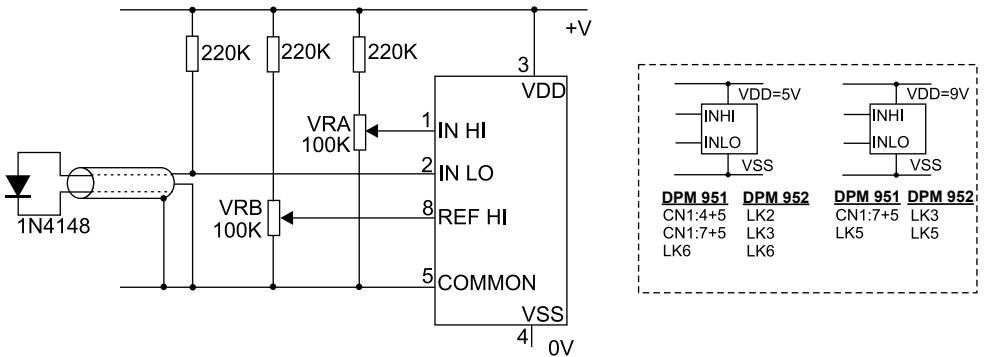 +V
220K 220K 220K
3
VDD
VRA
100K
1 IN HI
2 IN LO
1N4148
VRB
100K
8 REF HI
5 COMMON
VSS
4 0V
VDD=5V
INHI
INLO
VSS
DPM 951 DPM 952
CN1:4+5 LK2
CN1:7+5 LK3
LK6 LK6
VDD=9V
INHI
INLO
VSS
DPM 951 DPM 952
CN1:7+5 LK3
LK5 LK5